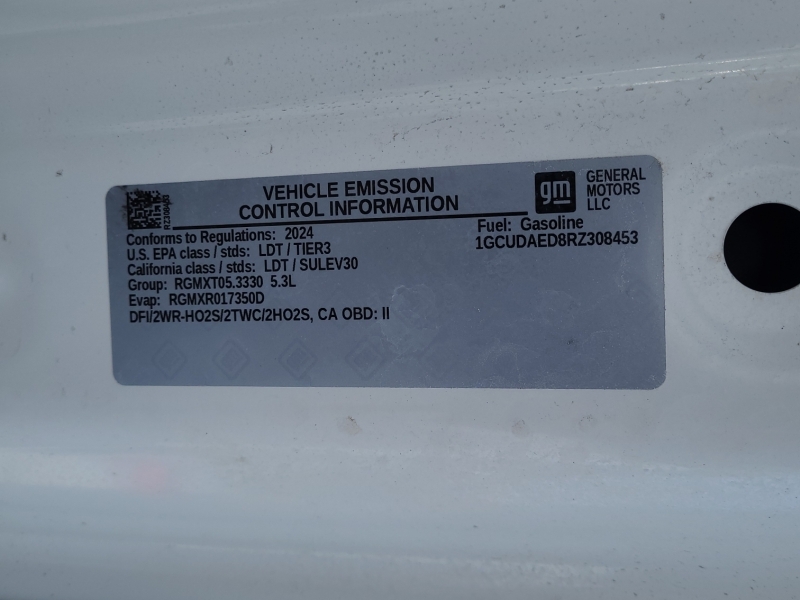 RZ308453
VEHICLE EMISSION
CONTROL INFORMATION
gm
GENERAL
MOTORS
LLC
Conforms to Regulations: 2024
Fuel: Gasoline
U.S. EPA class / stds: LDT / TIER3
1GCUDAED8RZ308453
California class / stds: LDT / SULEV30
Group: RGMXT05.3330 5.3L
Evap: RGMXR017350D
DFI/2WR-HO2S/2TWC/2HO2S, CA OBD: II